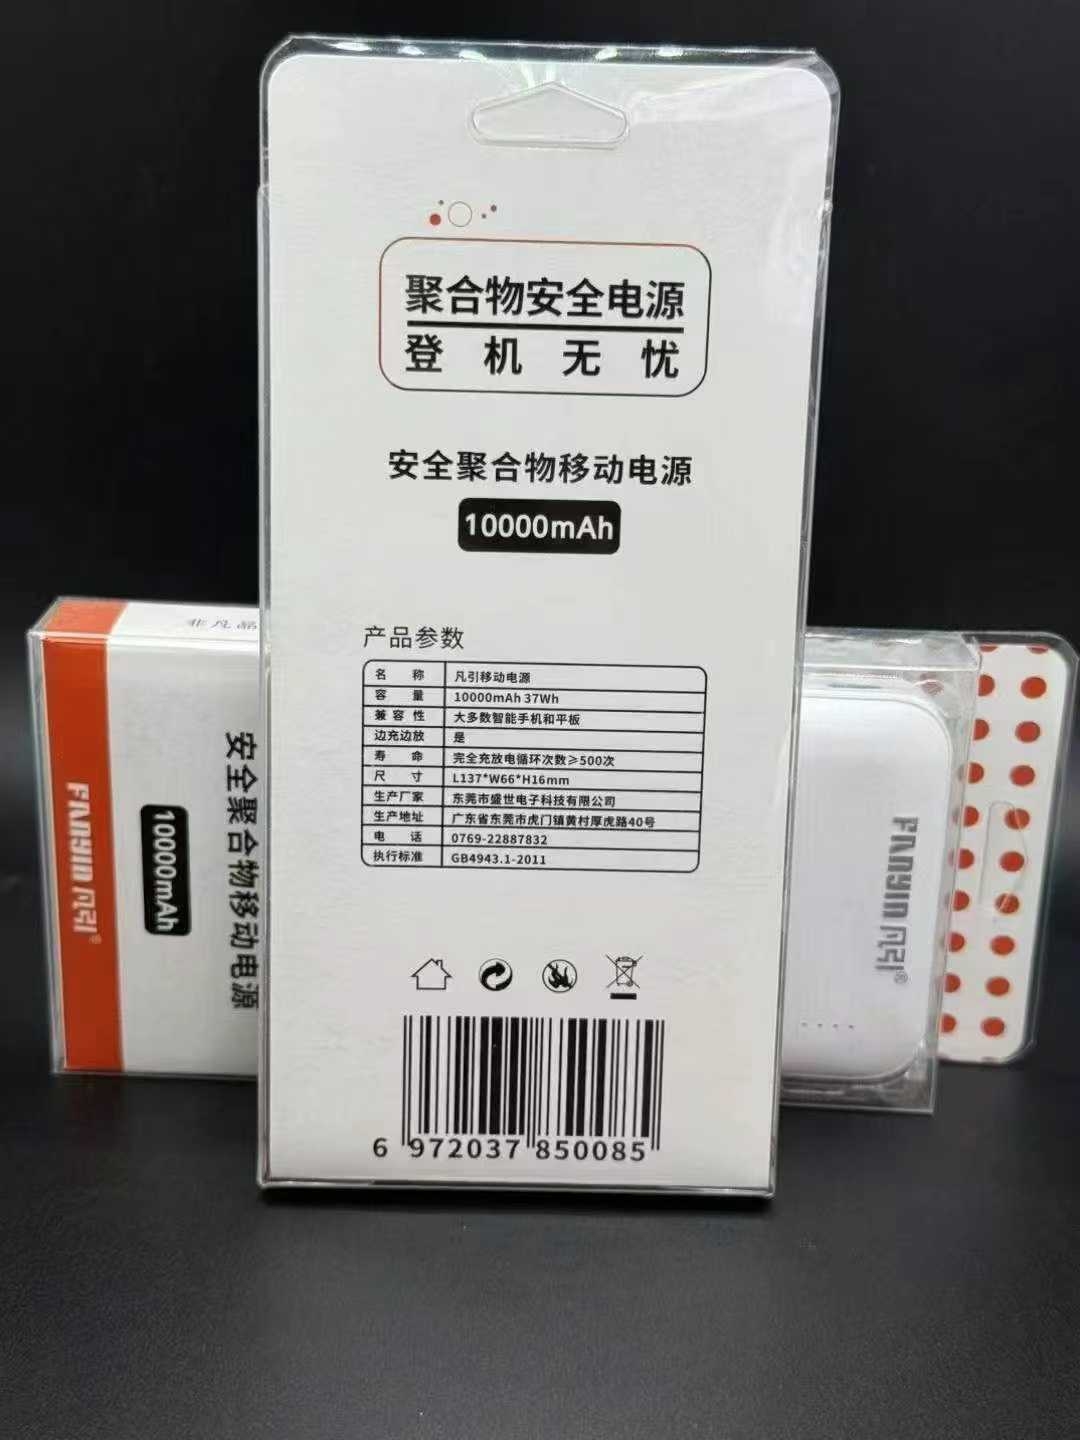 聚合物安全电源
登机无忧
安全聚合物移动电源
10000mAh
产品参数
名称 凡引移动电源
容量 10000mAh 37Wh
兼容性 大多数智能手机和平板
边充边放 是
寿命 完全充放电循环次数≥500次
尺寸 L137*W66*H16mm
生产厂家 东莞市盛世电子科技有限公司
生产地址 广东省东莞市虎门镇黄村厚虎路40号
电话 0769-22887832
执行标准 GB4943.1-2011
6 972037 850085
非凡品
安全聚合物移动电源
10000mAh
FANYIN 凡引®
FANYIN 凡引®